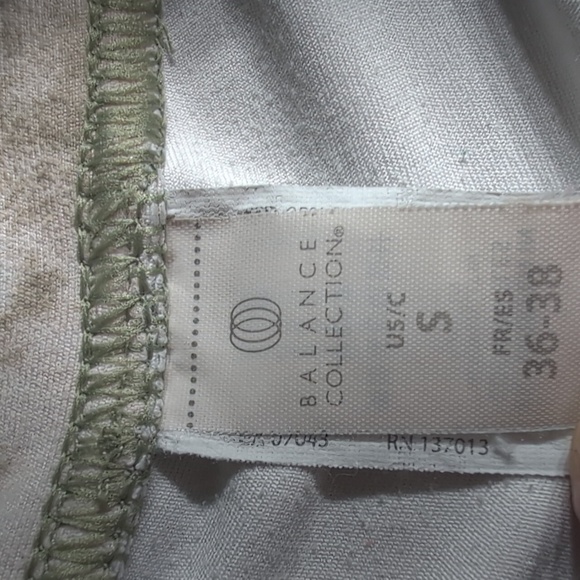 BALANCE
COLLECTION®
US/C
S
FR/ES
36-38
RN 137013